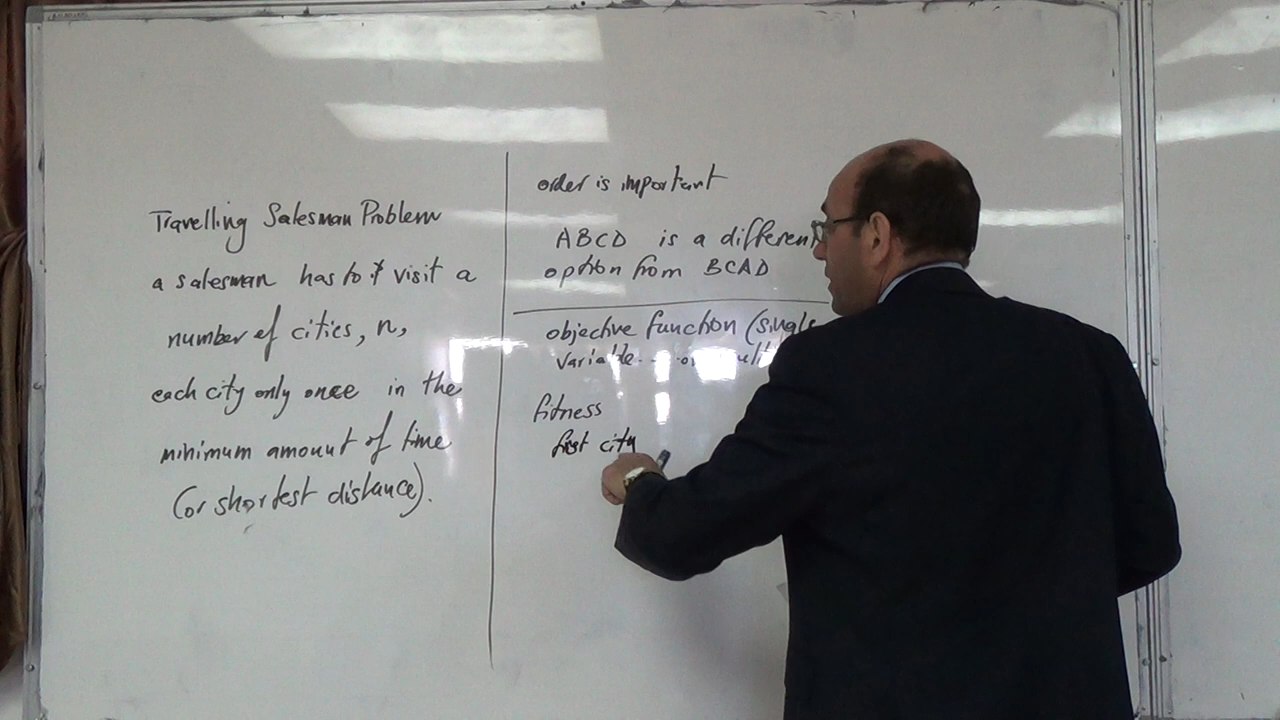 Travelling Salesman Problem
a salesman has to visit a
number of cities, n,
each city only once in the
minimum amount of time
(or shortest distance).
order is important
ABCD is a different
option from BCAD
objective function (single
variable... or
fitness
first city